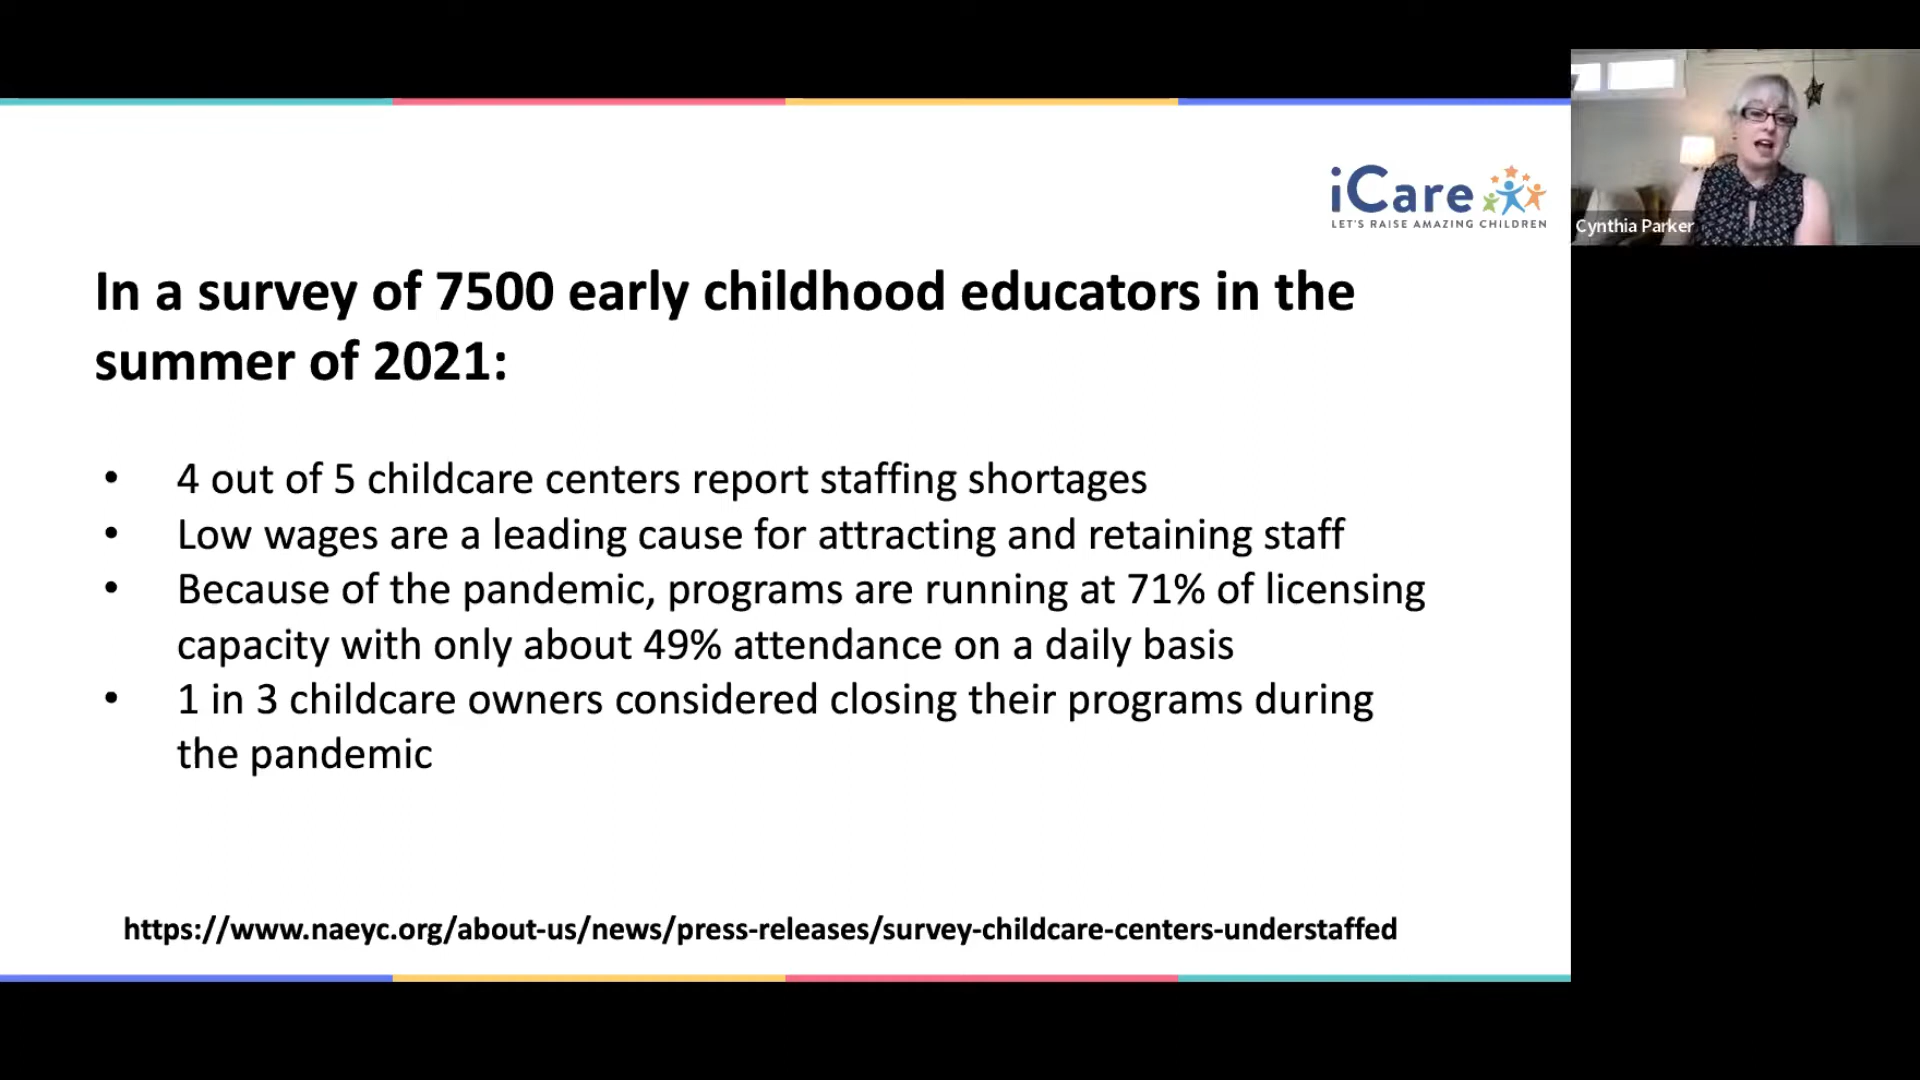 iCare
LET'S RAISE AMAZING CHILDREN
Cynthia Parker
In a survey of 7500 early childhood educators in the
summer of 2021:
• 4 out of 5 childcare centers report staffing shortages
• Low wages are a leading cause for attracting and retaining staff
• Because of the pandemic, programs are running at 71% of licensing
capacity with only about 49% attendance on a daily basis
• 1 in 3 childcare owners considered closing their programs during
the pandemic
https://www.naeyc.org/about-us/news/press-releases/survey-childcare-centers-understaffed